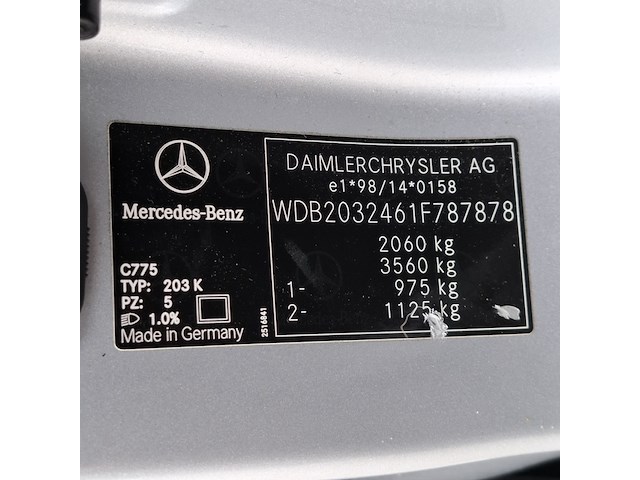 Mercedes-Benz
C775
TYP: 203 K
PZ: 5
1.0%
Made in Germany
2516841
DAIMLERCHRYSLER AG
e1*98/14*0158
WDB2032461F787878
2060 kg
3560 kg
1- 975 kg
2- 1125 kg